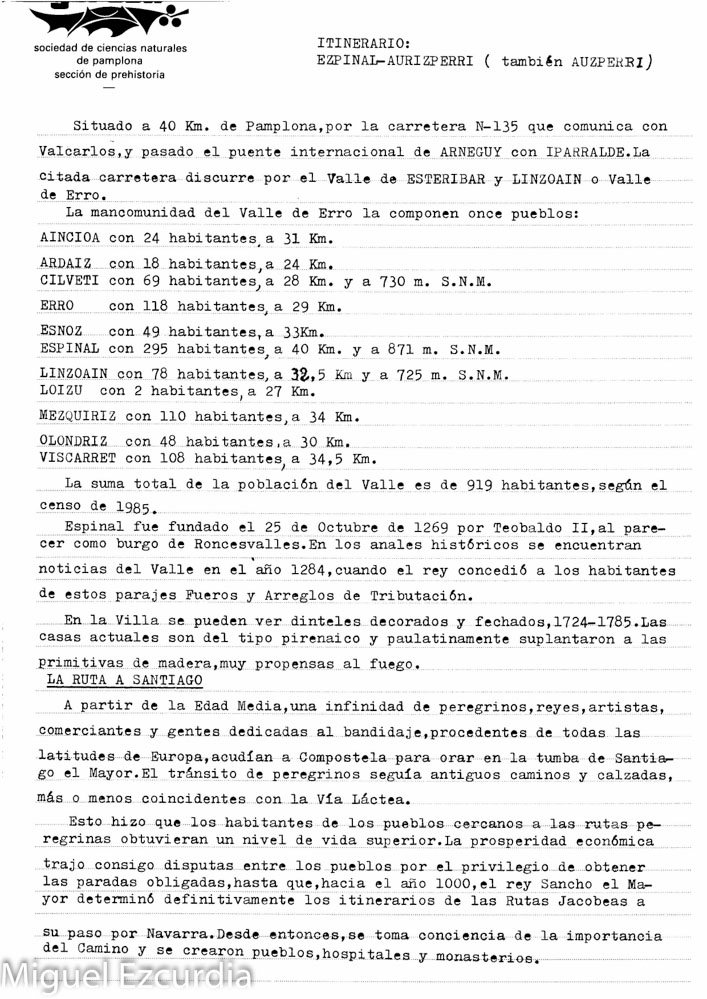 sociedad de ciencias naturales
de pamplona
sección de prehistoria
ITINERARIO:
EZPINAL-AURIZPERRI ( también AUZPERRI)
Situado a 40 Km. de Pamplona,por la carretera N-135 que comunica con
Valcarlos,y pasado el puente internacional de ARNEGUY con IPARRALDE.La
citada carretera discurre por el Valle de ESTERIBAR y LINZOAIN o Valle
de Erro.
La mancomunidad del Valle de Erro la componen once pueblos:
AINCIOA con 24 habitantes,a 31 Km.
ARDAIZ con 18 habitantes,a 24 Km.
CILVETI con 69 habitantes,a 28 Km. y a 730 m. S.N.M.
ERRO con 118 habitantes,a 29 Km.
ESNOZ con 49 habitantes,a 33Km.
ESPINAL con 295 habitantes,a 40 Km. y a 871 m. S.N.M.
LINZOAIN con 78 habitantes,a 32,5 Km y a 725 m. S.N.M.
LOIZU con 2 habitantes,a 27 Km.
MEZQUIRIZ con 110 habitantes,a 34 Km.
OLONDRIZ con 48 habitantes,a 30 Km.
VISCARRET con 108 habitantes,a 34,5 Km.
La suma total de la población del Valle es de 919 habitantes,según el
censo de 1985.
Espinal fue fundado el 25 de Octubre de 1269 por Teobaldo II,al pare-
cer como burgo de Roncesvalles.En los anales históricos se encuentran
noticias del Valle en el año 1284,cuando el rey concedió a los habitantes
de estos parajes Fueros y Arreglos de Tributación.
En la Villa se pueden ver dinteles decorados y fechados,1724-1785.Las
casas actuales son del tipo pirenaico y paulatinamente suplantaron a las
primitivas de madera,muy propensas al fuego.
LA RUTA A SANTIAGO
A partir de la Edad Media,una infinidad de peregrinos,reyes,artistas,
comerciantes y gentes dedicadas al bandidaje,procedentes de todas las
latitudes de Europa,acudían a Compostela para orar en la tumba de Santia-
go el Mayor.El tránsito de peregrinos seguía antiguos caminos y calzadas,
más o menos coincidentes con la Vía Láctea.
Esto hizo que los habitantes de los pueblos cercanos a las rutas pe-
regrinas obtuvieran un nivel de vida superior.La prosperidad económica
trajo consigo disputas entre los pueblos por el privilegio de obtener
las paradas obligadas,hasta que,hacia el año 1000,el rey Sancho el Ma-
yor determinó definitivamente los itinerarios de las Rutas Jacobeas a
su paso por Navarra.Desde entonces,se toma conciencia de la importancia
del Camino y se crearon pueblos,hospitales y monasterios.
Miguel Ezcurdia